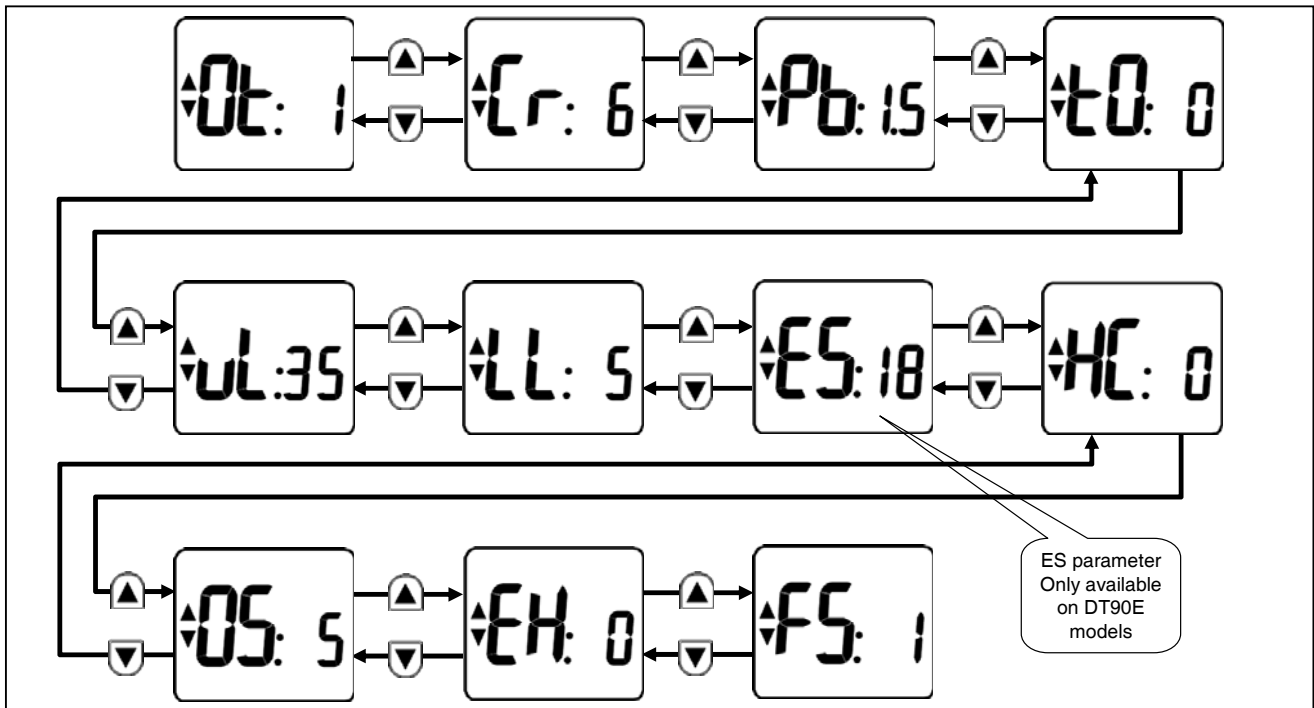 Ot: 1
Cr: 6
Pb:1.5
tO: 0
uL:35
LL: 5
ES:18
HC: 0
ES parameter
Only available
on DT90E
models
OS: 5
EH: 0
FS: 1